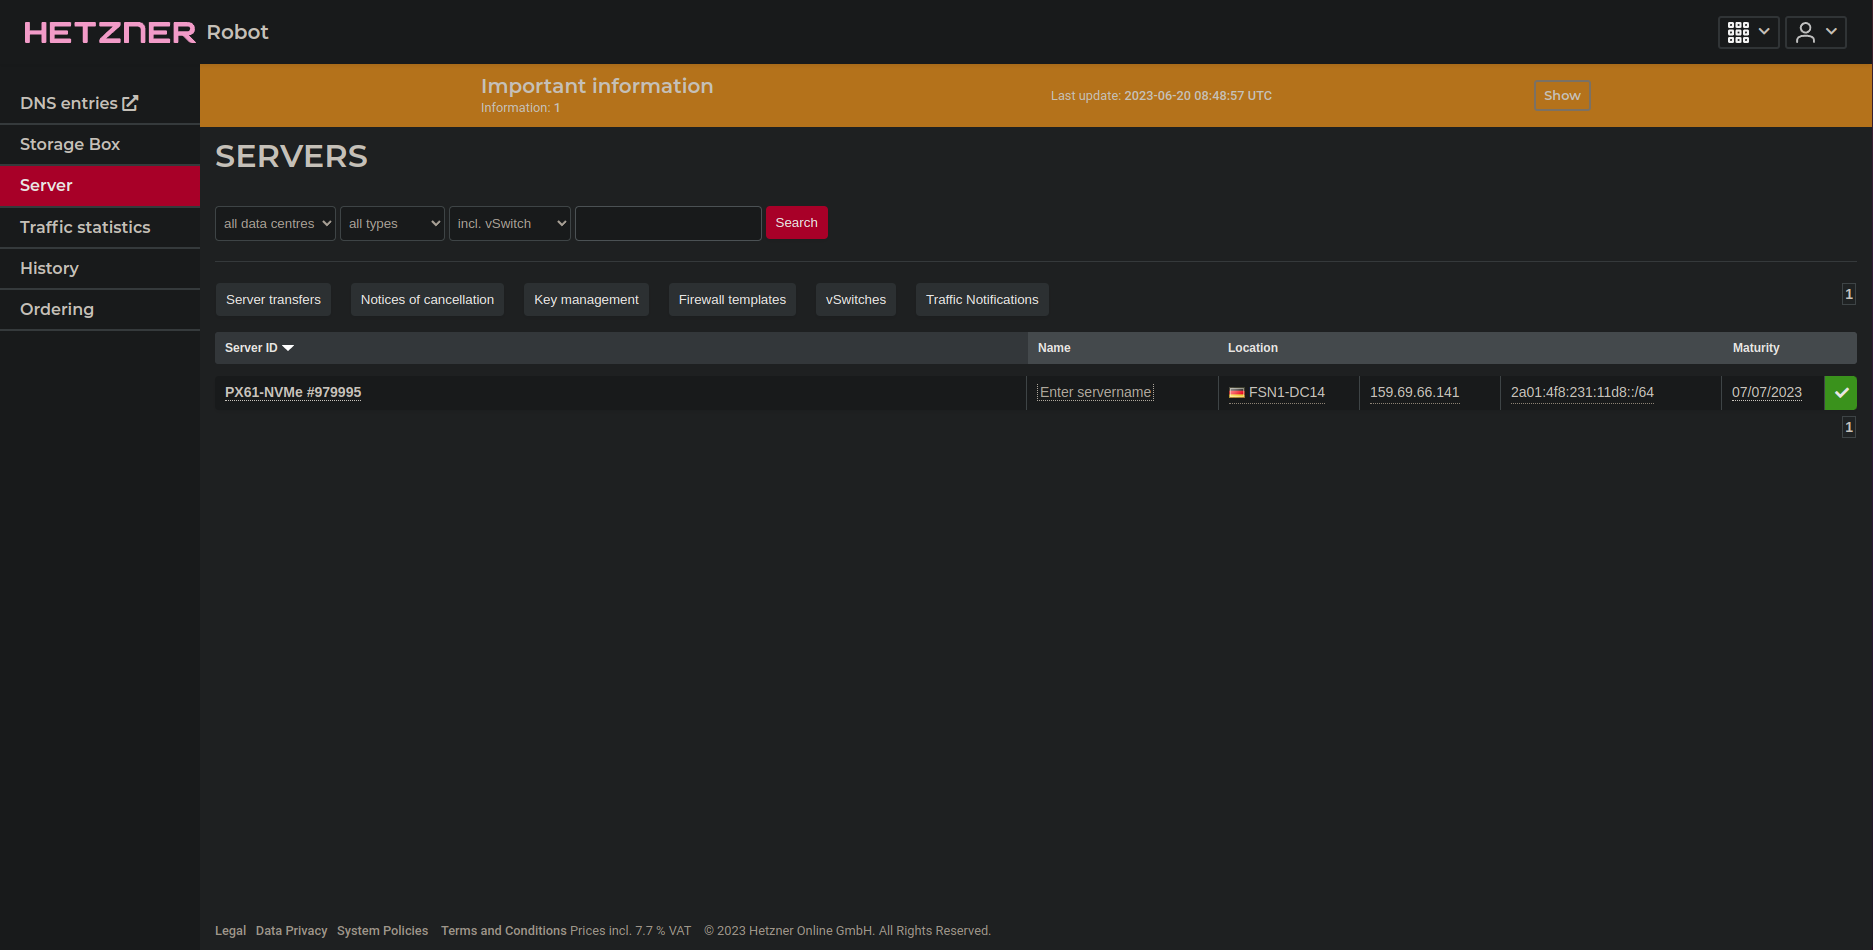 HETZNER Robot
DNS entries
Storage Box
Server
Traffic statistics
History
Ordering
Important information
Information: 1
Last update: 2023-06-20 08:48:57 UTC
Show
SERVERS
all data centres
all types
incl. vSwitch
Search
Server transfers
Notices of cancellation
Key management
Firewall templates
vSwitches
Traffic Notifications
1
Server ID
Name
Location
Maturity
PX61-NVMe #979995
Enter servername
FSN1-DC14
159.69.66.141
2a01:4f8:231:11d8::/64
07/07/2023
1
Legal Data Privacy System Policies Terms and Conditions Prices incl. 7.7 % VAT © 2023 Hetzner Online GmbH. All Rights Reserved.